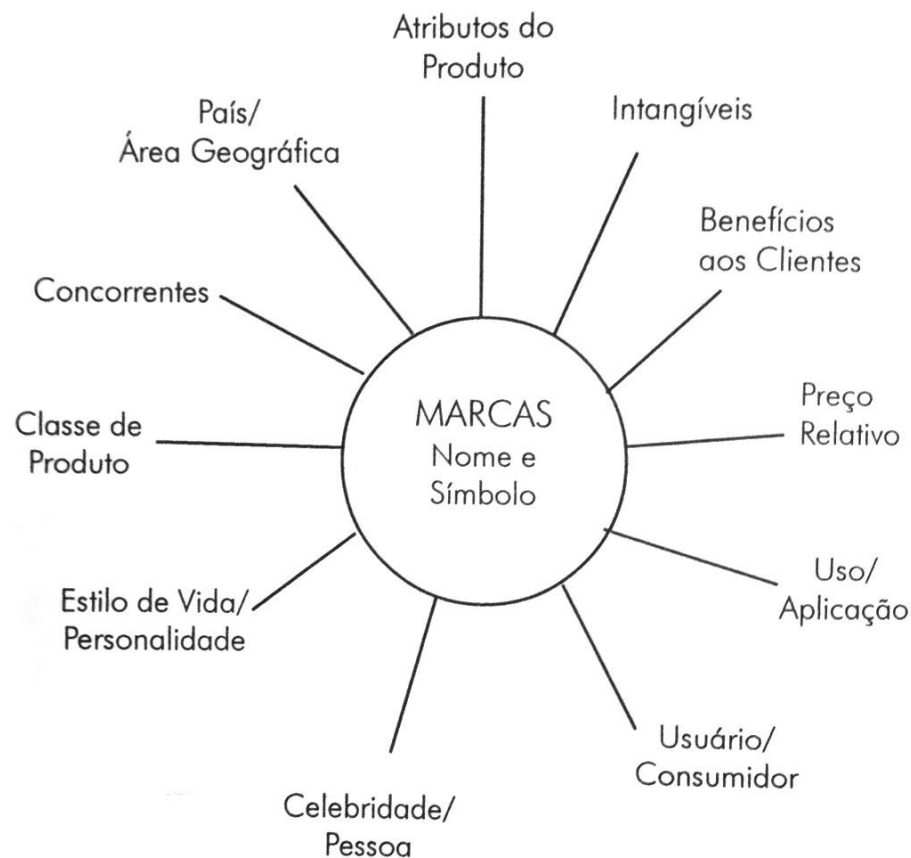 Atributos do
Produto
Intangíveis
Benefícios
aos Clientes
Preço
Relativo
Uso/
Aplicação
Usuário/
Consumidor
Celebridade/
Pessoa
Estilo de Vida/
Personalidade
Classe de
Produto
Concorrentes
País/
Área Geográfica
MARCAS
Nome e
Símbolo